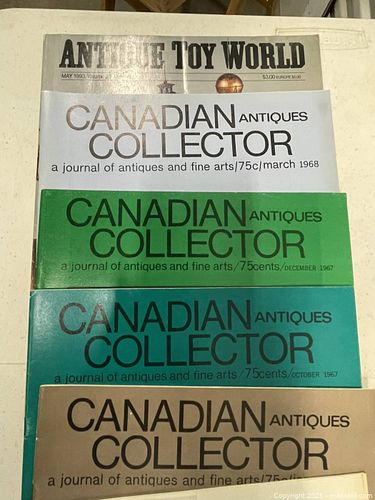 ANTIQUE TOY WORLD
MAY 1993
$3.00
CANADIAN ANTIQUES
COLLECTOR
a journal of antiques and fine arts/75c/march 1968
CANADIAN ANTIQUES
COLLECTOR
a journal of antiques and fine arts/75cents/DECEMBER 1967
CANADIAN ANTIQUES
COLLECTOR
a journal of antiques and fine arts/75cents/OCTOBER 1967
CANADIAN ANTIQUES
COLLECTOR
a journal of antiques and fine arts